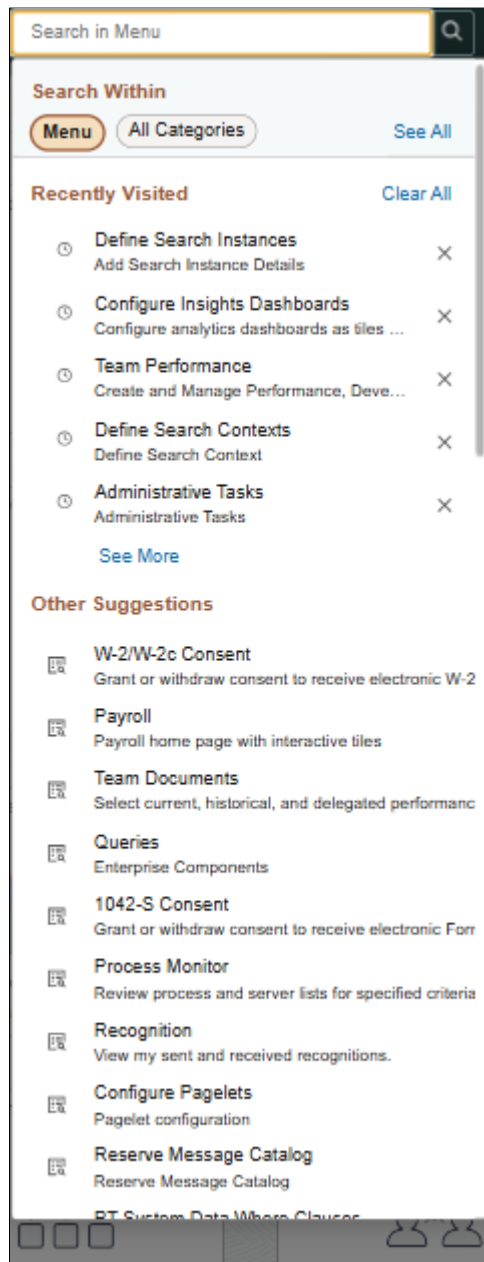 Search in Menu
Search Within
Menu All Categories See All
Recently Visited Clear All
Define Search Instances
Add Search Instance Details
Configure Insights Dashboards
Configure analytics dashboards as tiles ...
Team Performance
Create and Manage Performance, Deve...
Define Search Contexts
Define Search Context
Administrative Tasks
Administrative Tasks
See More
Other Suggestions
W-2/W-2c Consent
Grant or withdraw consent to receive electronic W-2
Payroll
Payroll home page with interactive tiles
Team Documents
Select current, historical, and delegated performanc
Queries
Enterprise Components
1042-S Consent
Grant or withdraw consent to receive electronic Forr
Process Monitor
Review process and server lists for specified criteria
Recognition
View my sent and received recognitions.
Configure Pagelets
Pagelet configuration
Reserve Message Catalog
Reserve Message Catalog
PT System Data Where Clauses